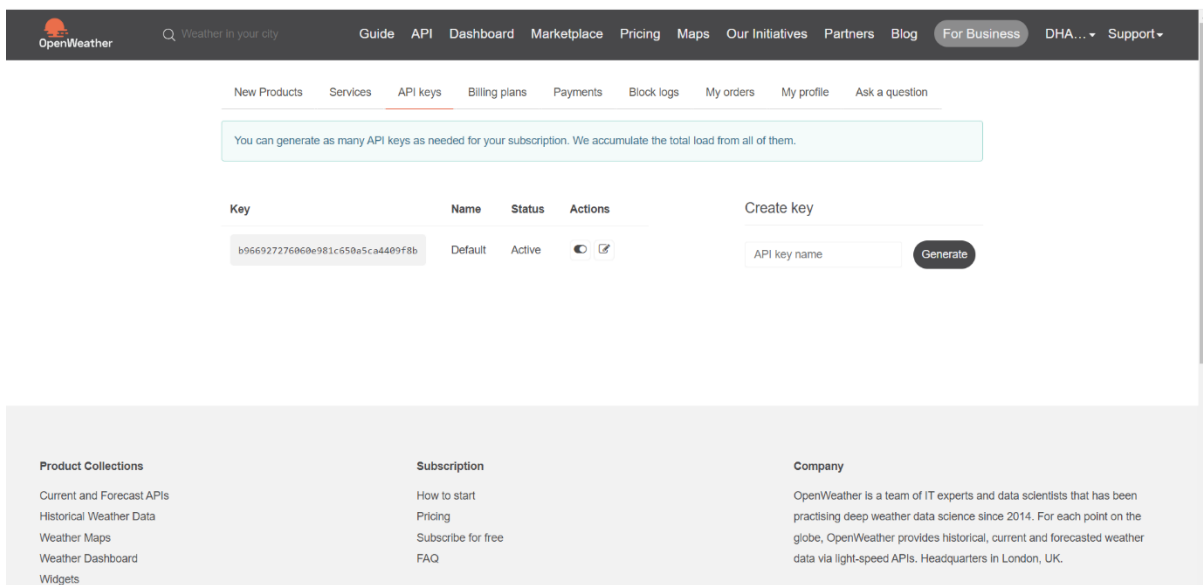 OpenWeather
Weather in your city
Guide API Dashboard Marketplace Pricing Maps Our Initiatives Partners Blog For Business DHA... Support
New Products Services API keys Billing plans Payments Block logs My orders My profile Ask a question
You can generate as many API keys as needed for your subscription. We accumulate the total load from all of them.
Key Name Status Actions
Create key
b966927276060e981c650a5ca4409f8b Default Active
API key name Generate
Product Collections
Current and Forecast APIs
Historical Weather Data
Weather Maps
Weather Dashboard
Widgets
Subscription
How to start
Pricing
Subscribe for free
FAQ
Company
OpenWeather is a team of IT experts and data scientists that has been
practising deep weather data science since 2014. For each point on the
globe, OpenWeather provides historical, current and forecasted weather
data via light-speed APIs. Headquarters in London, UK.